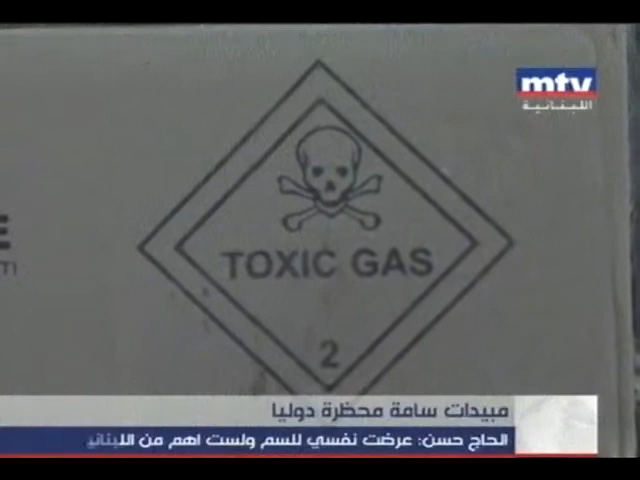 mtv
اللبنانية
TOXIC GAS
2
مبيدات سامة محظرة دوليا
الحاج حسن: عرضت نفسي للسم ولست اهم من اللبناني